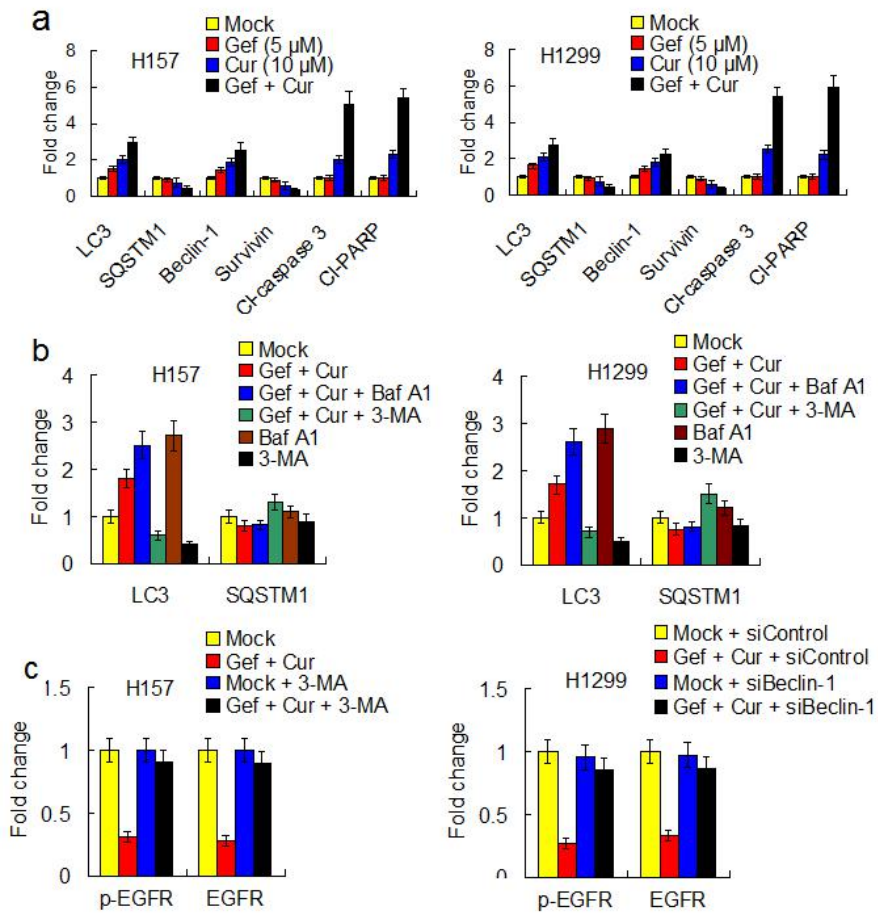 a
H157
Mock
Gef (5 µM)
Cur (10 µM)
Gef + Cur
Fold change
8
6
4
2
0
LC3
SQSTM1
Beclin-1
Survivin
Cl-caspase 3
Cl-PARP
H1299
Mock
Gef (5 µM)
Cur (10 µM)
Gef + Cur
Fold change
8
6
4
2
0
LC3
SQSTM1
Beclin-1
Survivin
Cl-caspase 3
Cl-PARP
b
H157
Mock
Gef + Cur
Gef + Cur + Baf A1
Gef + Cur + 3-MA
Baf A1
3-MA
Fold change
4
3
2
1
0
LC3
SQSTM1
H1299
Mock
Gef + Cur
Gef + Cur + Baf A1
Gef + Cur + 3-MA
Baf A1
3-MA
Fold change
4
3
2
1
0
LC3
SQSTM1
c
H157
Mock
Gef + Cur
Mock + 3-MA
Gef + Cur + 3-MA
Fold change
1.5
1
0.5
0
p-EGFR
EGFR
H1299
Mock + siControl
Gef + Cur + siControl
Mock + siBeclin-1
Gef + Cur + siBeclin-1
Fold change
1.5
1
0.5
0
p-EGFR
EGFR